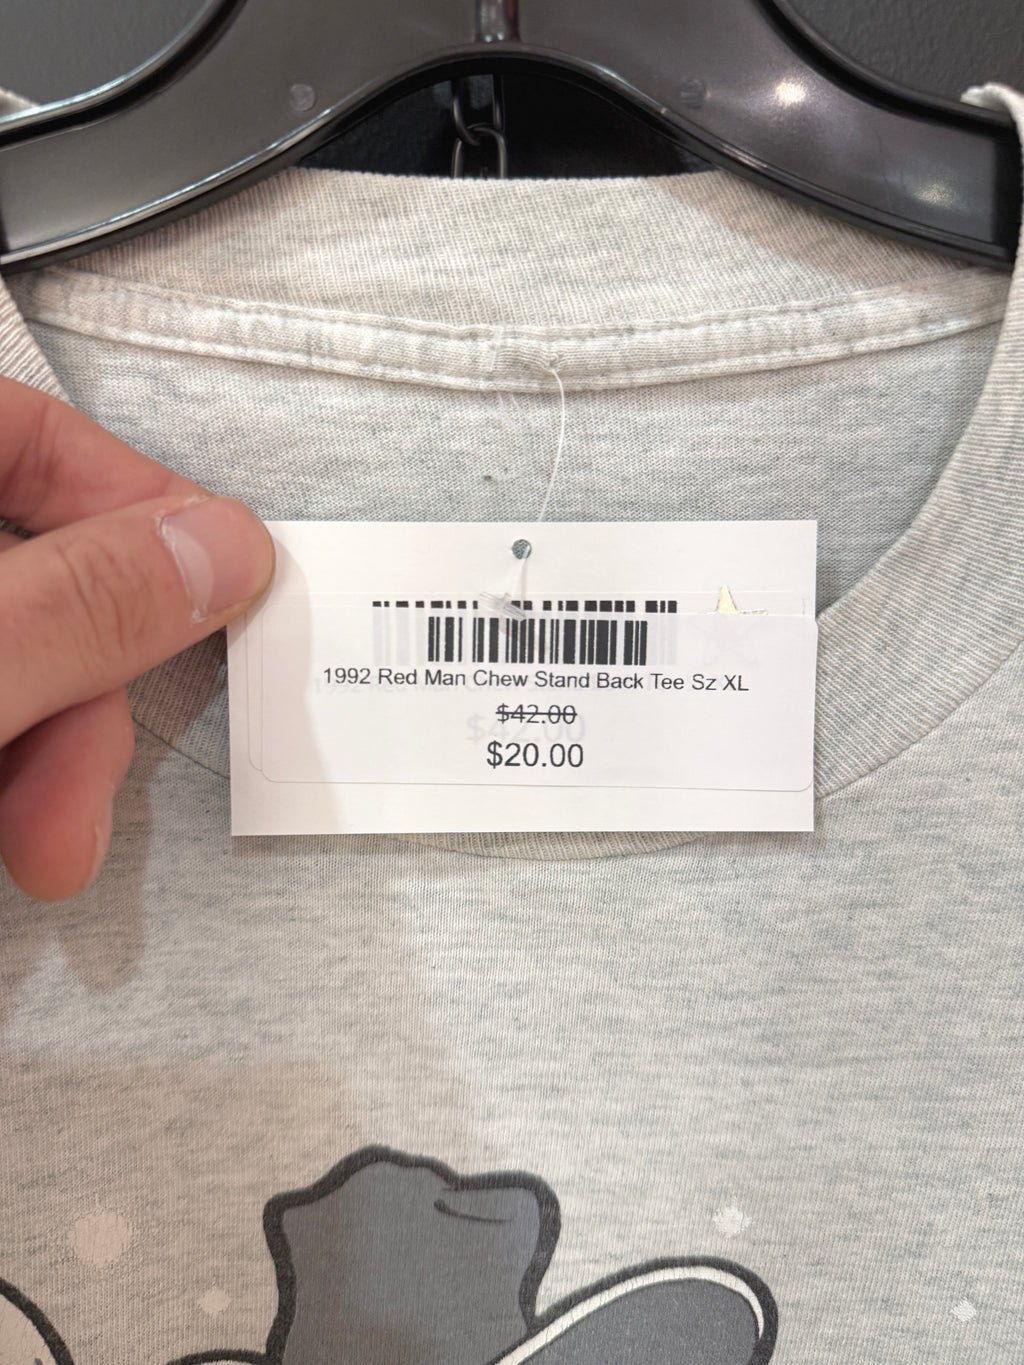 1992 Red Man Chew Stand Back Tee Sz XL
$42.00
$20.00